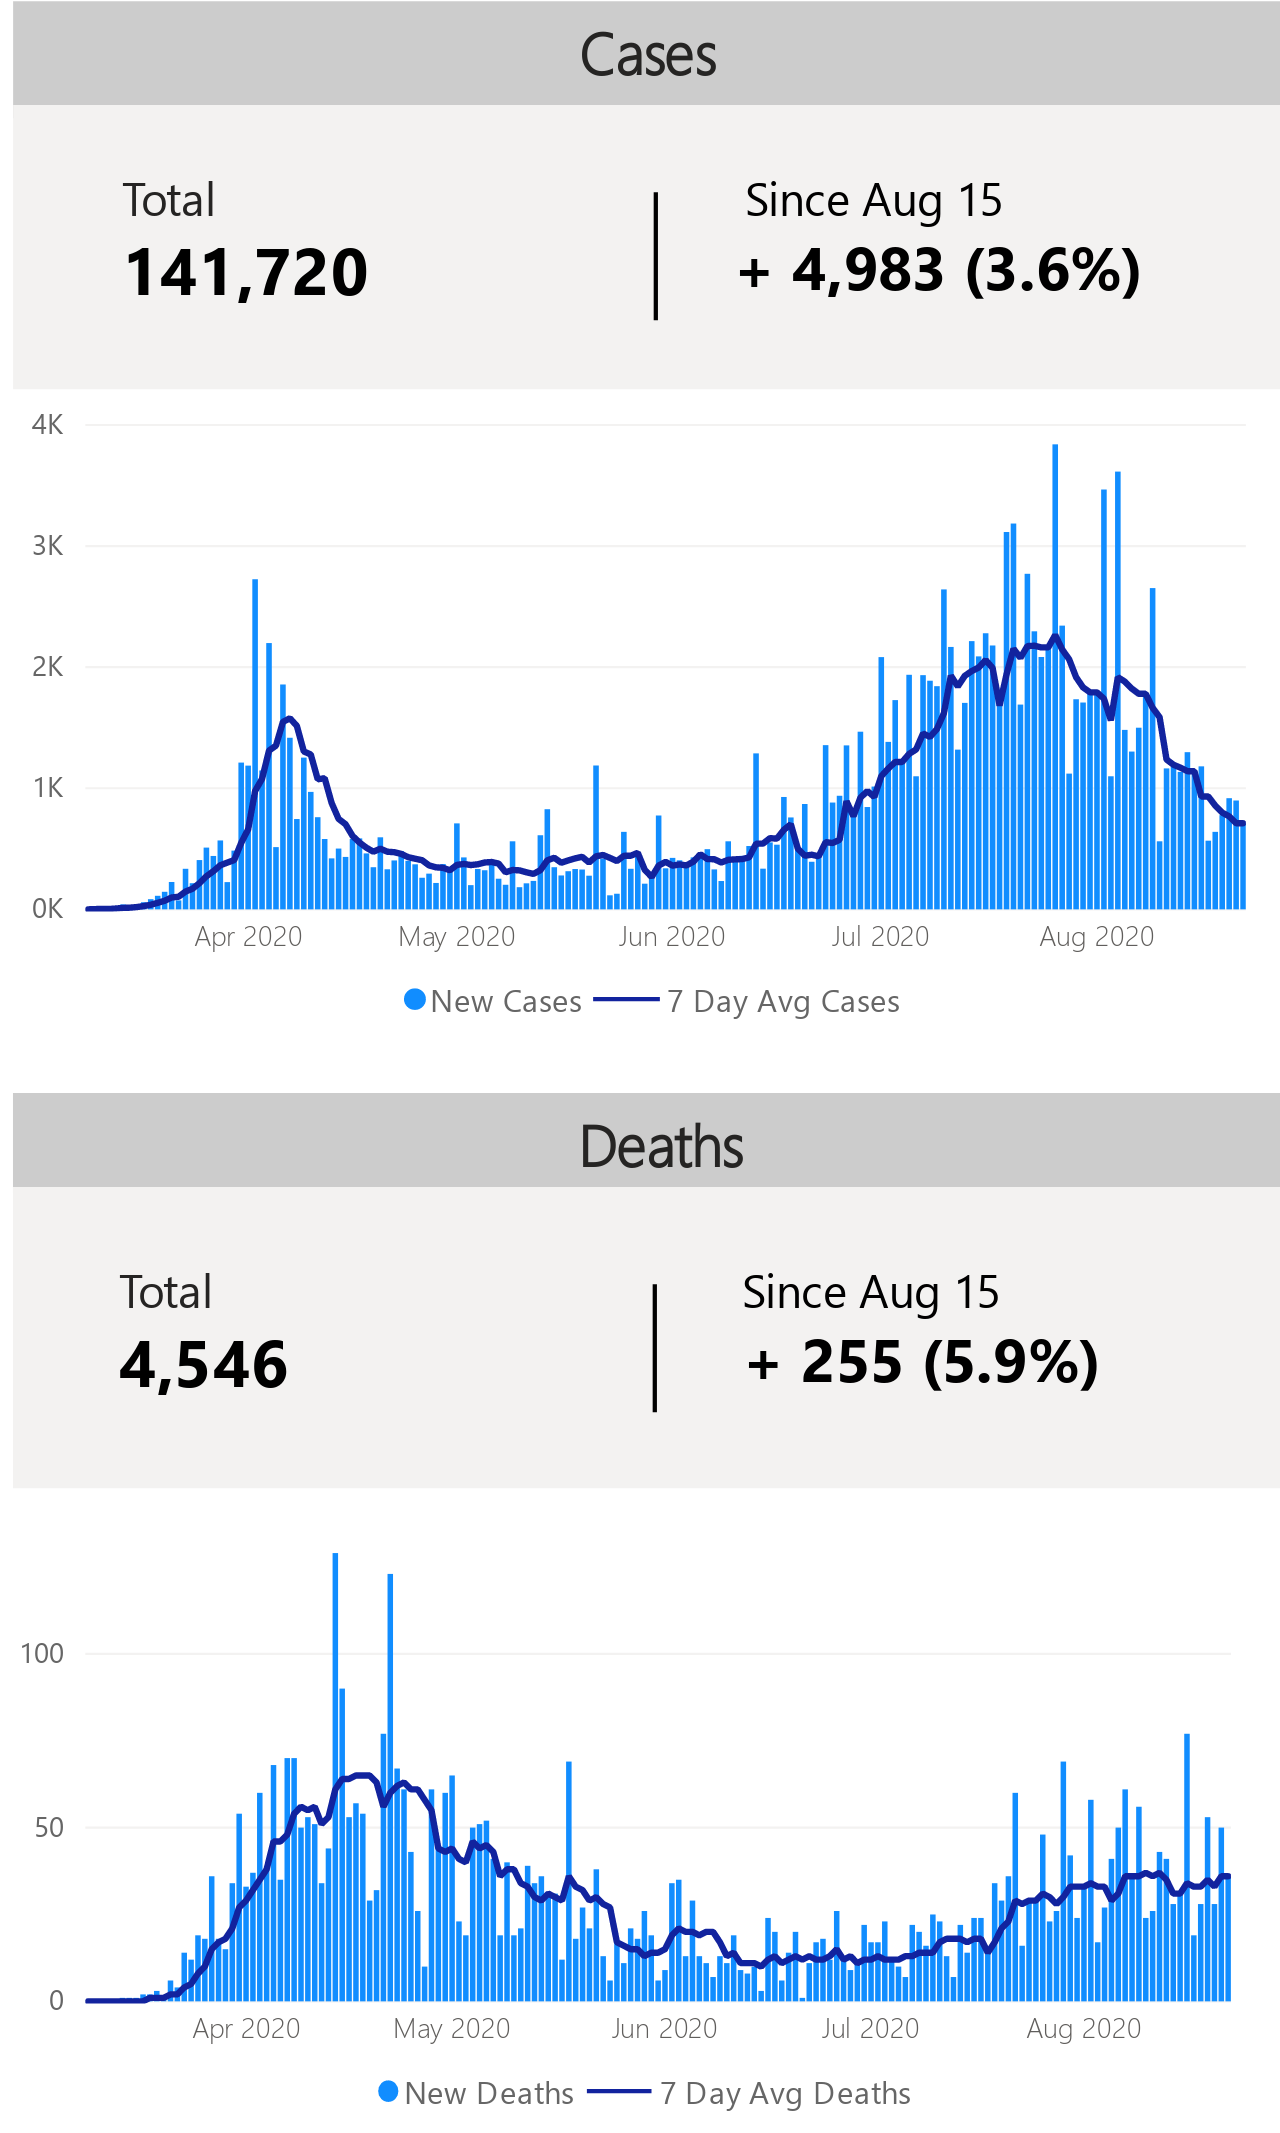 Cases
Total
Since Aug 15
141,720
+ 4,983 (3.6%)
4K
3K
2K
1K
0K
Apr 2020 May 2020 Jun 2020 Jul 2020 Aug 2020
New Cases 7 Day Avg Cases
Deaths
Total
Since Aug 15
4,546
+ 255 (5.9%)
100
50
0
Apr 2020 May 2020 Jun 2020 Jul 2020 Aug 2020
New Deaths 7 Day Avg Deaths